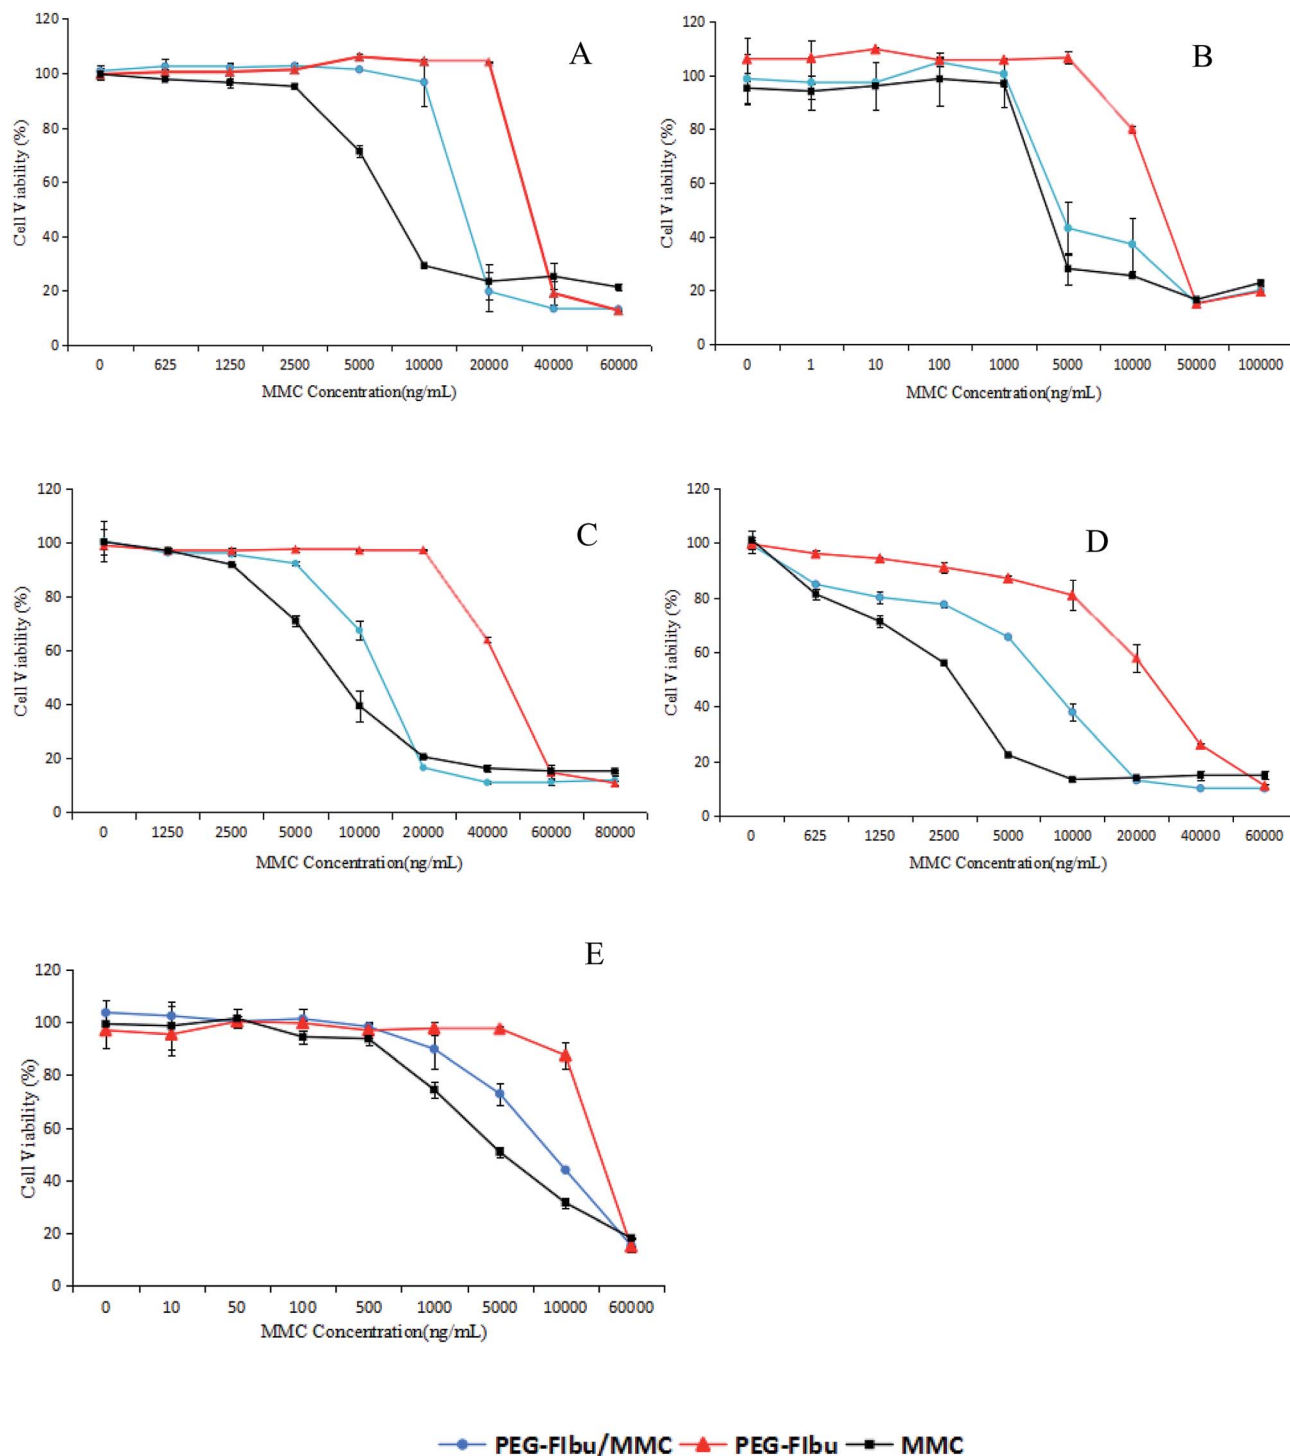 A
120
100
80
60
40
20
0
Cell Viability (%)
0 625 1250 2500 5000 10000 20000 40000 60000
MMC Concentration(ng/mL)
B
120
100
80
60
40
20
0
Cell Viability (%)
0 1 10 100 1000 5000 10000 50000 100000
MMC Concentration(ng/mL)
C
120
100
80
60
40
20
0
Cell Viability (%)
0 1250 2500 5000 10000 20000 40000 60000 80000
MMC Concentration(ng/mL)
D
120
100
80
60
40
20
0
Cell Viability (%)
0 625 1250 2500 5000 10000 20000 40000 60000
MMC Concentration(ng/mL)
E
120
100
80
60
40
20
0
Cell Viability (%)
0 10 50 100 500 1000 5000 10000 60000
MMC Concentration(ng/mL)
PEG-FIbu/MMC PEG-FIbu MMC